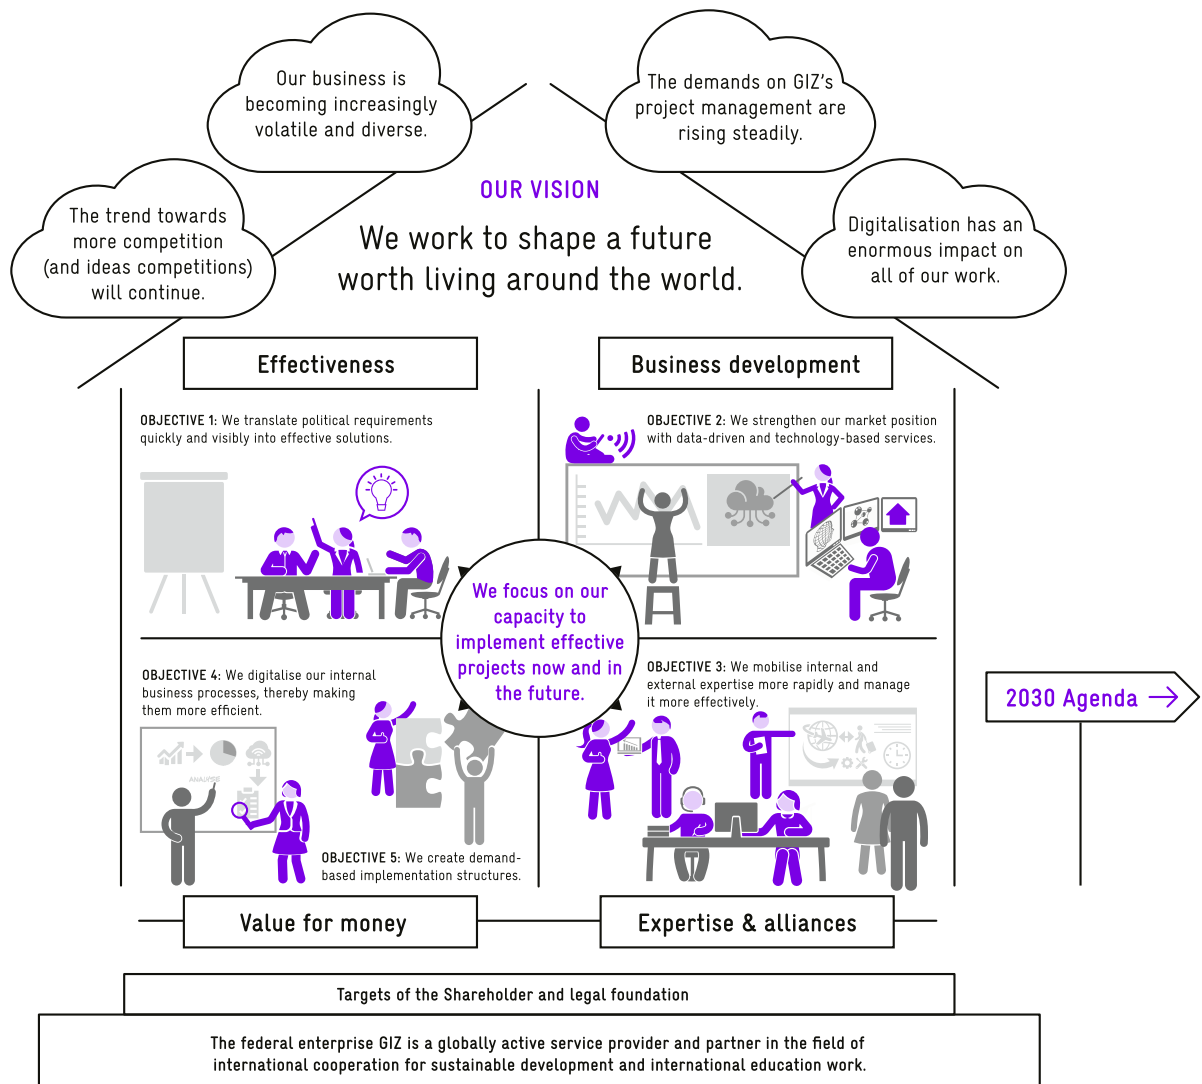 Our business is
becoming increasingly
volatile and diverse.
The demands on GIZ's
project management are
rising steadily.
The trend towards
more competition
(and ideas competitions)
will continue.
Digitalisation has an
enormous impact on
all of our work.
OUR VISION
We work to shape a future
worth living around the world.
Effectiveness
Business development
OBJECTIVE 1: We translate political requirements
quickly and visibly into effective solutions.
OBJECTIVE 2: We strengthen our market position
with data-driven and technology-based services.
We focus on our
capacity to
implement effective
projects now and in
the future.
OBJECTIVE 4: We digitalise our internal
business processes, thereby making
them more efficient.
ANALYSE
OBJECTIVE 5: We create demand-
based implementation structures.
OBJECTIVE 3: We mobilise internal and
external expertise more rapidly and manage
it more effectively.
2030 Agenda
Value for money
Expertise & alliances
Targets of the Shareholder and legal foundation
The federal enterprise GIZ is a globally active service provider and partner in the field of
international cooperation for sustainable development and international education work.